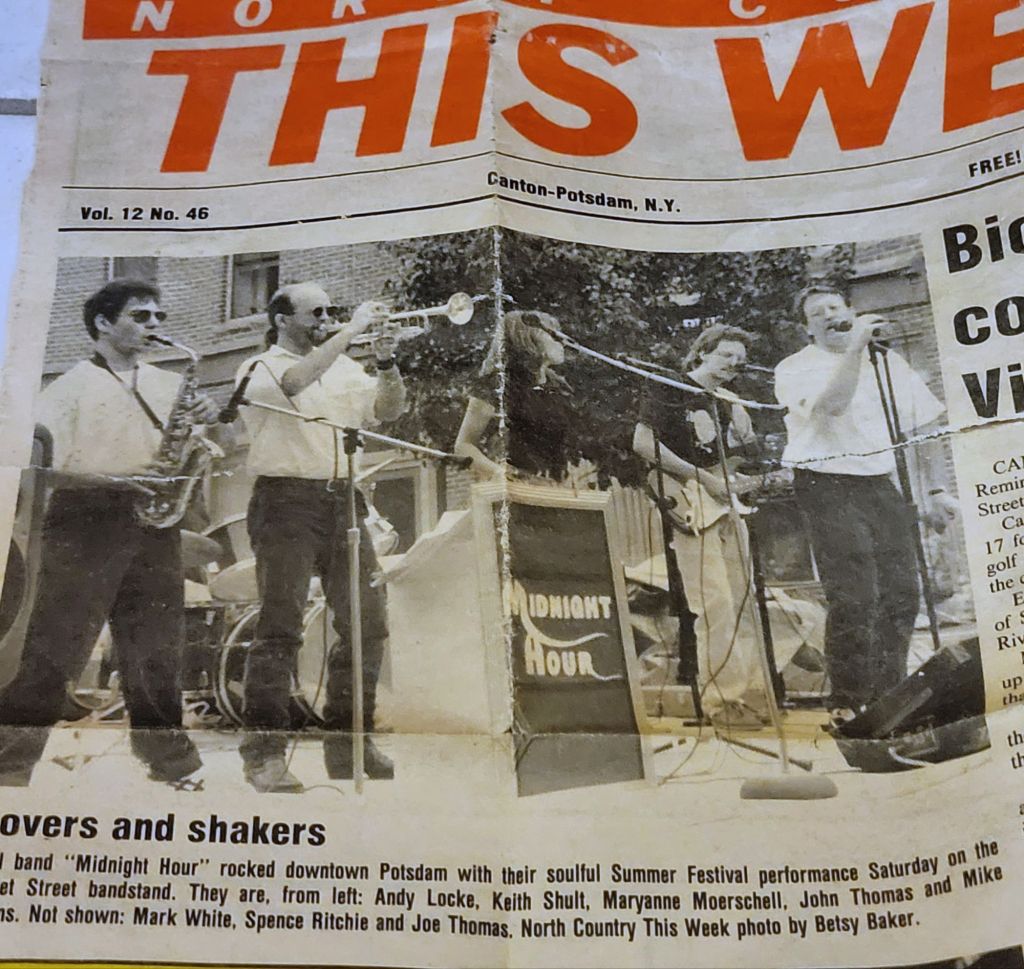 NOR
THIS WE
Vol. 12 No. 46
Canton-Potsdam, N.Y.
FREE!
MIDNIGHT
HOUR
overs and shakers
band "Midnight Hour" rocked downtown Potsdam with their soulful Summer Festival performance Saturday on the
et Street bandstand. They are, from left: Andy Locke, Keith Shult, Maryanne Moerschell, John Thomas and Mike
ns. Not shown: Mark White, Spence Ritchie and Joe Thomas. North Country This Week photo by Betsy Baker.
co
Vi
CA
Remin
Street
Ca
17 fo
golf
the
E
of
Riv
up
tha
th
th